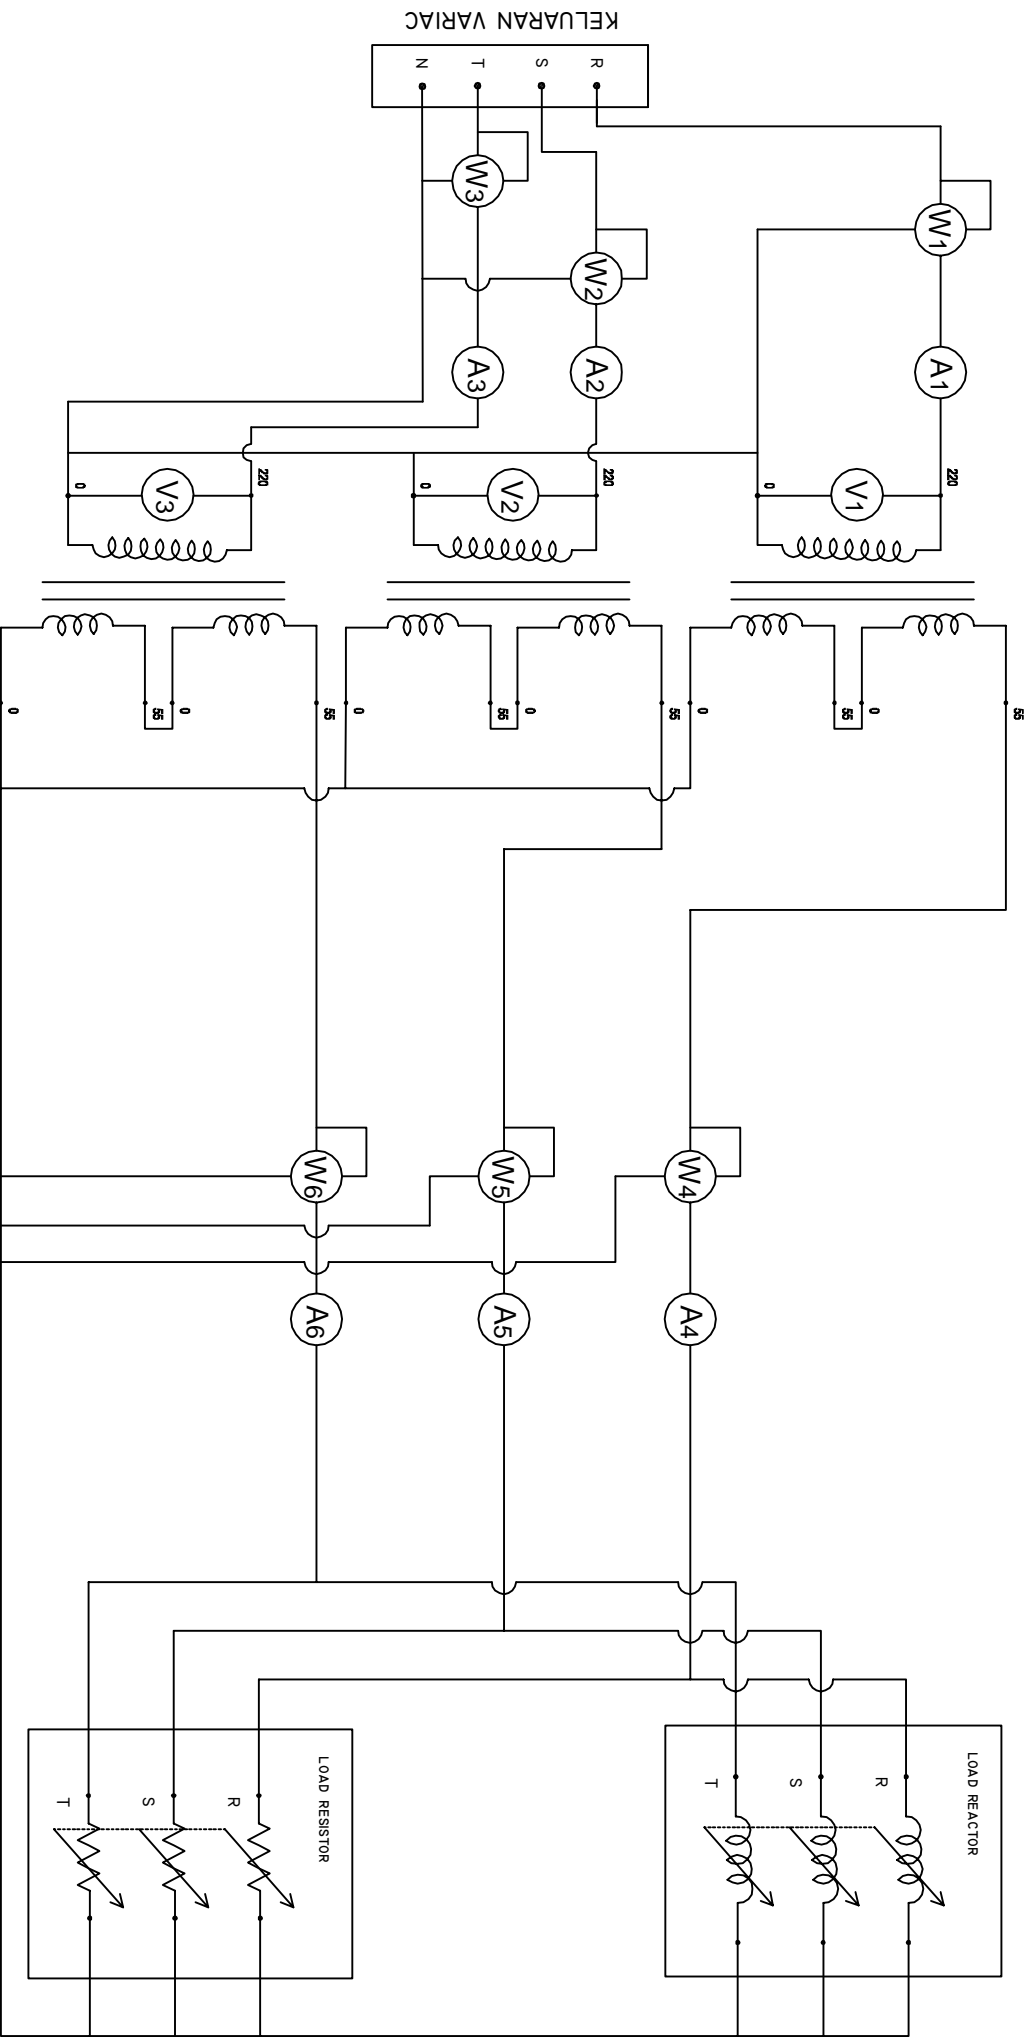 KELUARAN VARIAC
N T S R
W3
W1
W2
A3 A2 A1
220 220 220
0 0 0
V3 V2 V1
0 55 0 55 0 55 0 55 0 55 0 55
W6 W5 W4
A6 A5 A4
LOAD RESISTOR
T S R
LOAD REACTOR
T S R